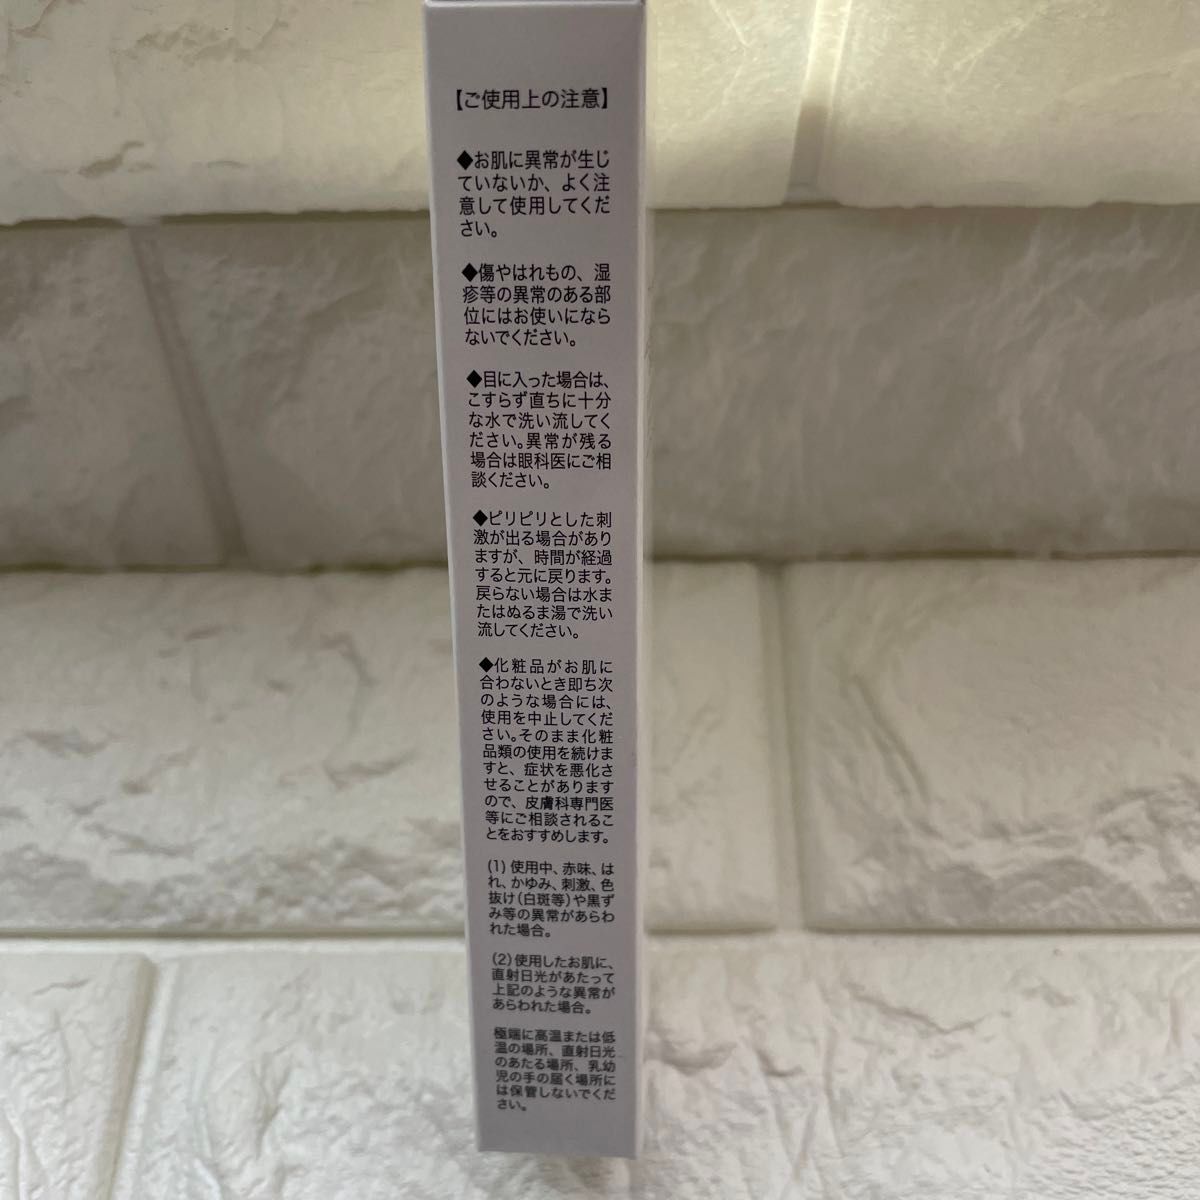 【ご使用上の注意】
◆お肌に異常が生じ
ていないか、よく注
意して使用してくだ
さい。
◆傷やはれもの、湿
疹等の異常のある部
位にはお使いになら
ないでください。
◆目に入った場合は、
こすらず直ちに十分
な水で洗い流してく
ださい。異常が残る
場合は眼科医にご相
談ください。
◆ピリピリとした刺
激が出る場合があり
ますが、時間が経過
すると元に戻ります。
戻らない場合は水ま
たはぬるま湯で洗い
流してください。
◆化粧品がお肌に
合わないとき即ち次
のような場合には、
使用を中止してくだ
さい。そのまま化粧
品類の使用を続けま
すと、症状を悪化さ
せることがあります
ので、皮膚科専門医
等にご相談されるこ
とをおすすめします。
(1) 使用中、赤味、は
れ、かゆみ、刺激、色
抜け(白斑等)や黒ず
み等の異常があらわ
れた場合。
(2)使用したお肌に、
直射日光があたって
上記のような異常が
あらわれた場合。
極端に高温または低
温の場所、直射日光
のあたる場所、乳幼
児の手の届く場所に
は保管しないでくだ
さい。